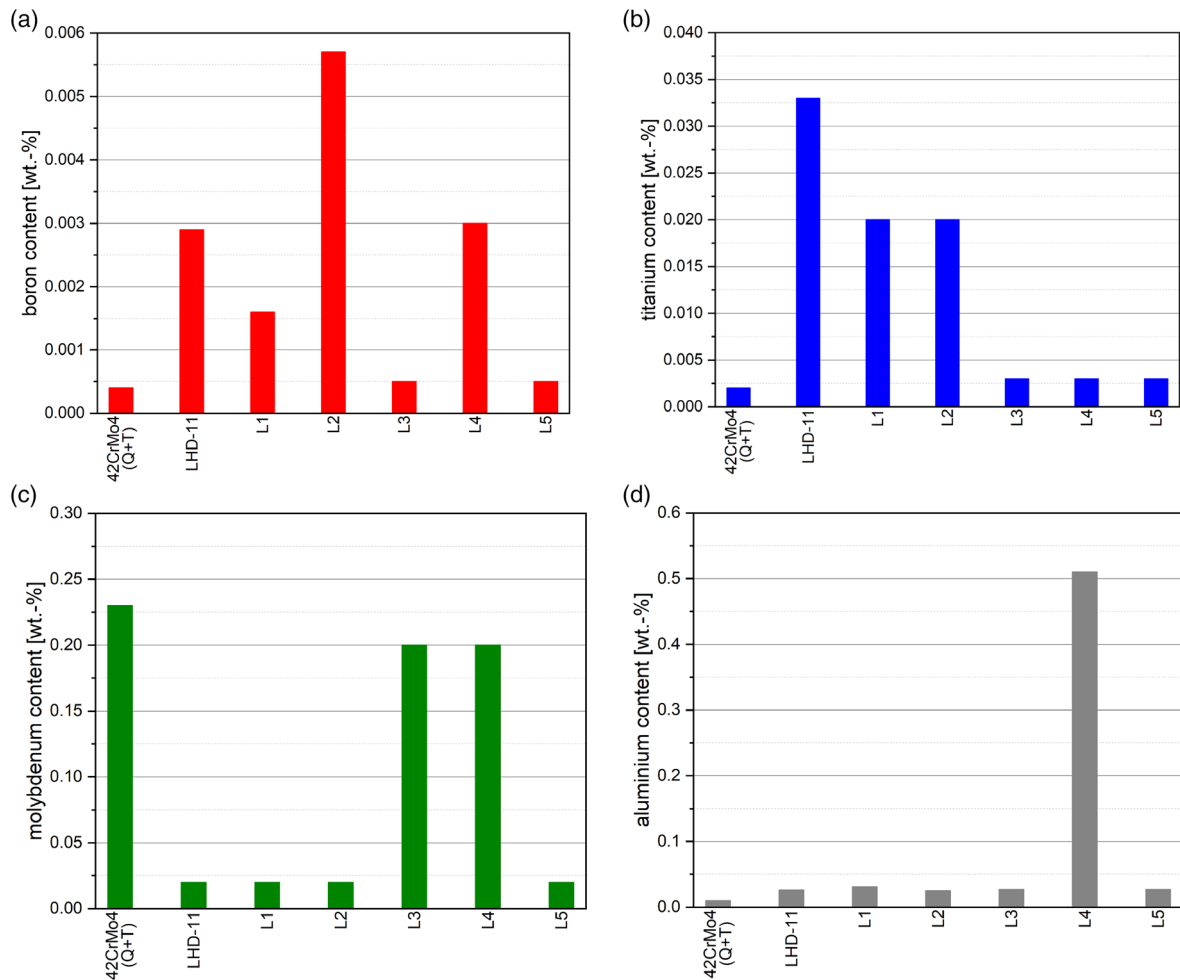 (a)
boron content [wt.-%]
0.006
0.005
0.004
0.003
0.002
0.001
0.000
42CrMo4
(Q+T)
LHD-11
L1
L2
L3
L4
L5
(b)
titanium content [wt.-%]
0.040
0.035
0.030
0.025
0.020
0.015
0.010
0.005
0.000
42CrMo4
(Q+T)
LHD-11
L1
L2
L3
L4
L5
(c)
molybdenum content [wt.-%]
0.30
0.25
0.20
0.15
0.10
0.05
0.00
42CrMo4
(Q+T)
LHD-11
L1
L2
L3
L4
L5
(d)
aluminium content [wt.-%]
0.6
0.5
0.4
0.3
0.2
0.1
0.0
42CrMo4
(Q+T)
LHD-11
L1
L2
L3
L4
L5